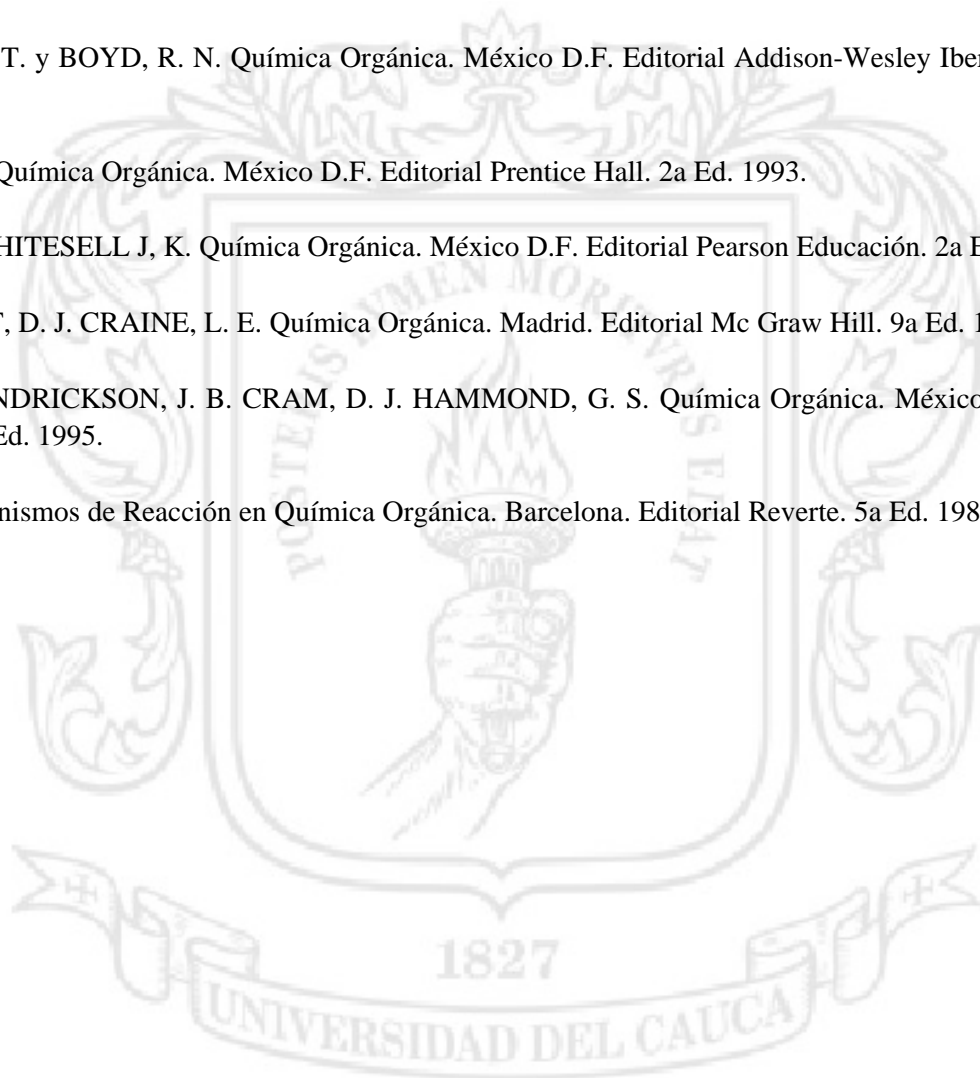 T. y BOYD, R. N. Química Orgánica. México D.F. Editorial Addison-Wesley Iber
Química Orgánica. México D.F. Editorial Prentice Hall. 2a Ed. 1993.
HITESELL J, K. Química Orgánica. México D.F. Editorial Pearson Educación. 2a E
, D. J. CRAINE, L. E. Química Orgánica. Madrid. Editorial Mc Graw Hill. 9a Ed. 1
NDRICKSON, J. B. CRAM, D. J. HAMMOND, G. S. Química Orgánica. México
Ed. 1995.
nismos de Reacción en Química Orgánica. Barcelona. Editorial Reverte. 5a Ed. 198
POSTERIS LVMEN MORITVRVS EDAT
1827
UNIVERSIDAD DEL CAUCA